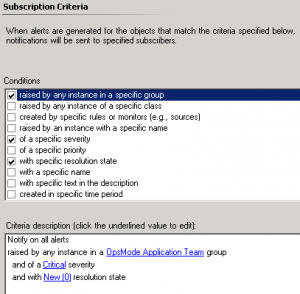 Subscription Criteria
When alerts are generated for the objects that match the criteria specified below,
notifications will be sent to specified subscribers.
Conditions
raised by any instance in a specific group
raised by any instance of a specific class
created by specific rules or monitors (e.g., sources)
raised by an instance with a specific name
of a specific severity
of a specific priority
with specific resolution state
with a specific name
with specific text in the description
created in specific time period
Criteria description (click the underlined value to edit):
Notify on all alerts
raised by any instance in a OpsMode Application Team group
and of a Critical severity
and with New (0) resolution state